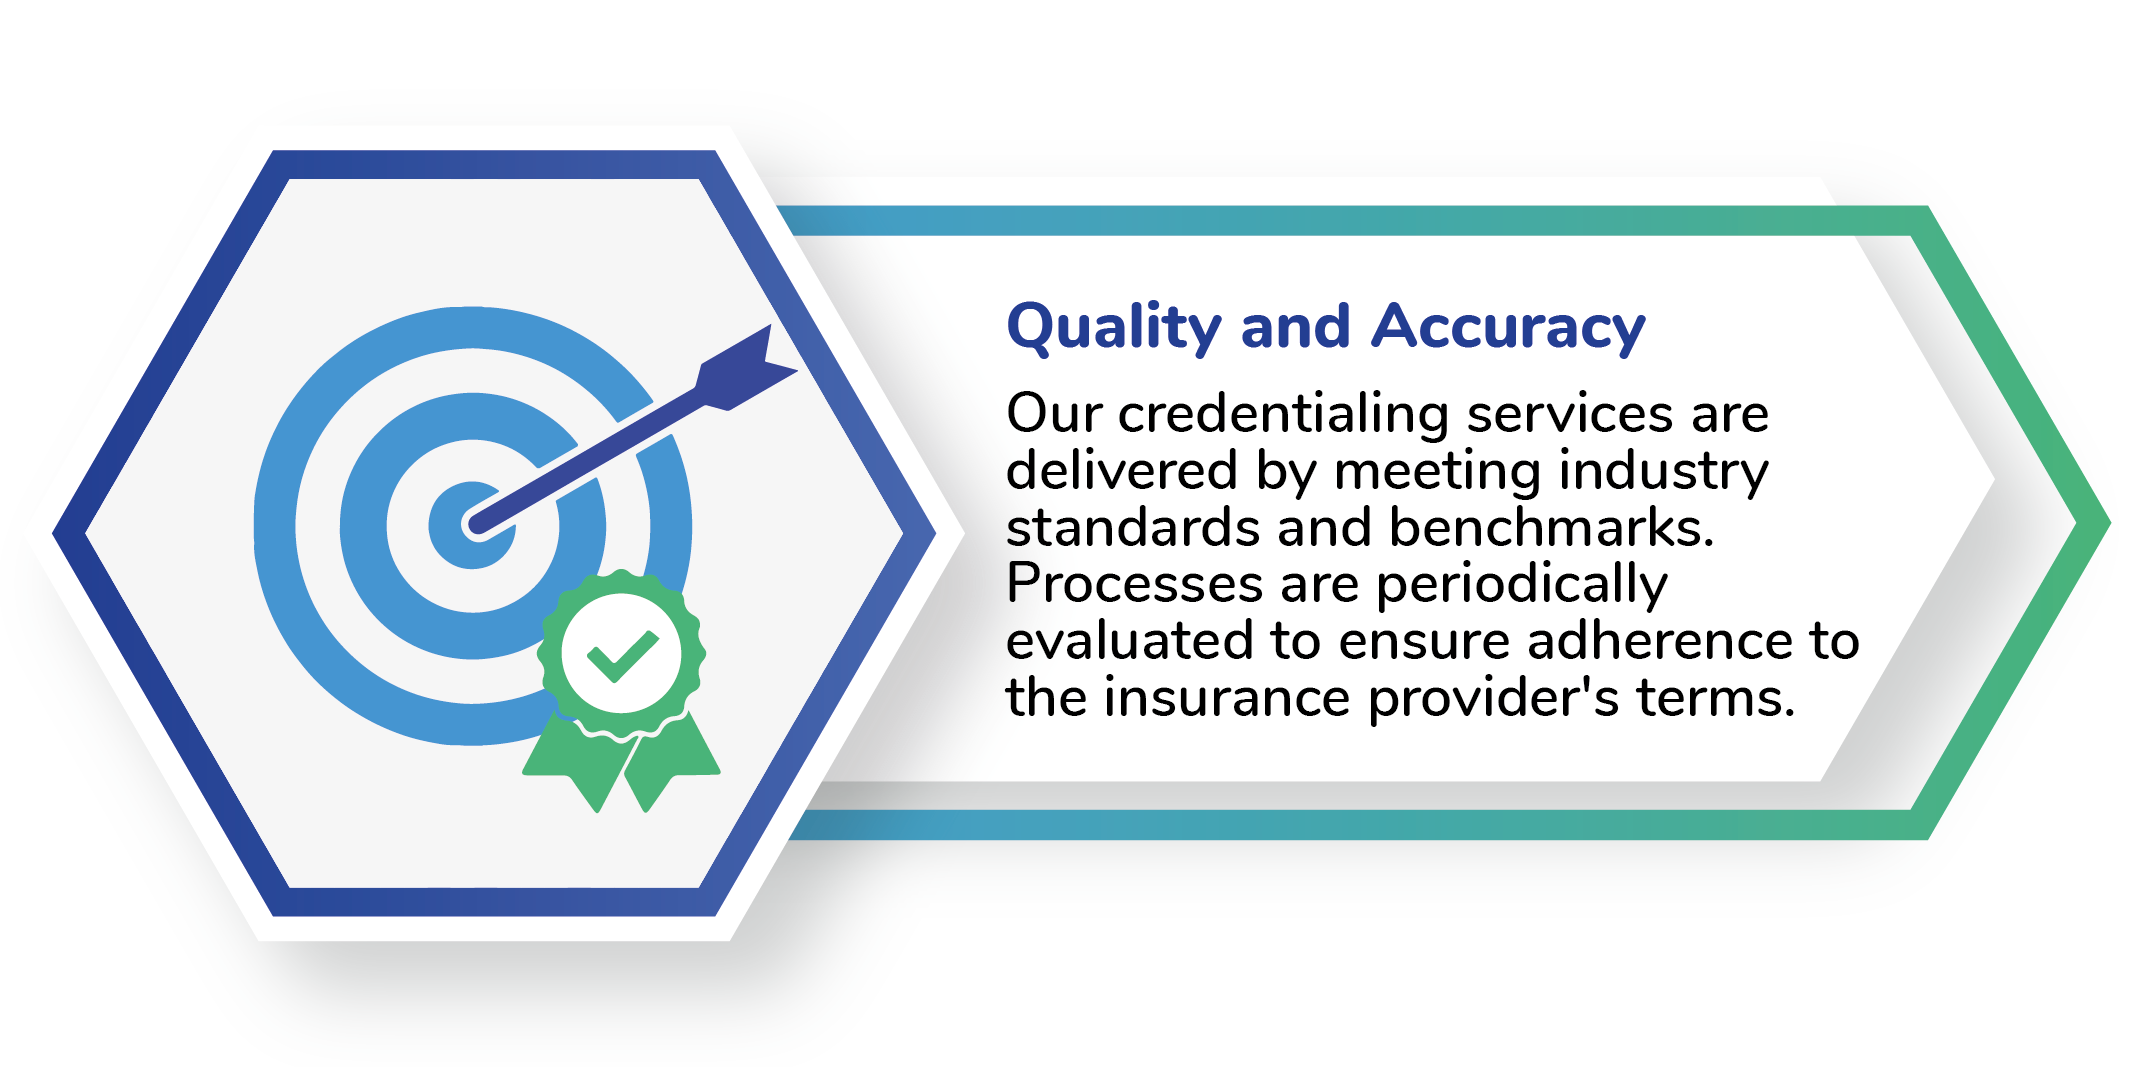 Quality and Accuracy
Our credentialing services are
delivered by meeting industry
standards and benchmarks.
Processes are periodically
evaluated to ensure adherence to
the insurance provider's terms.